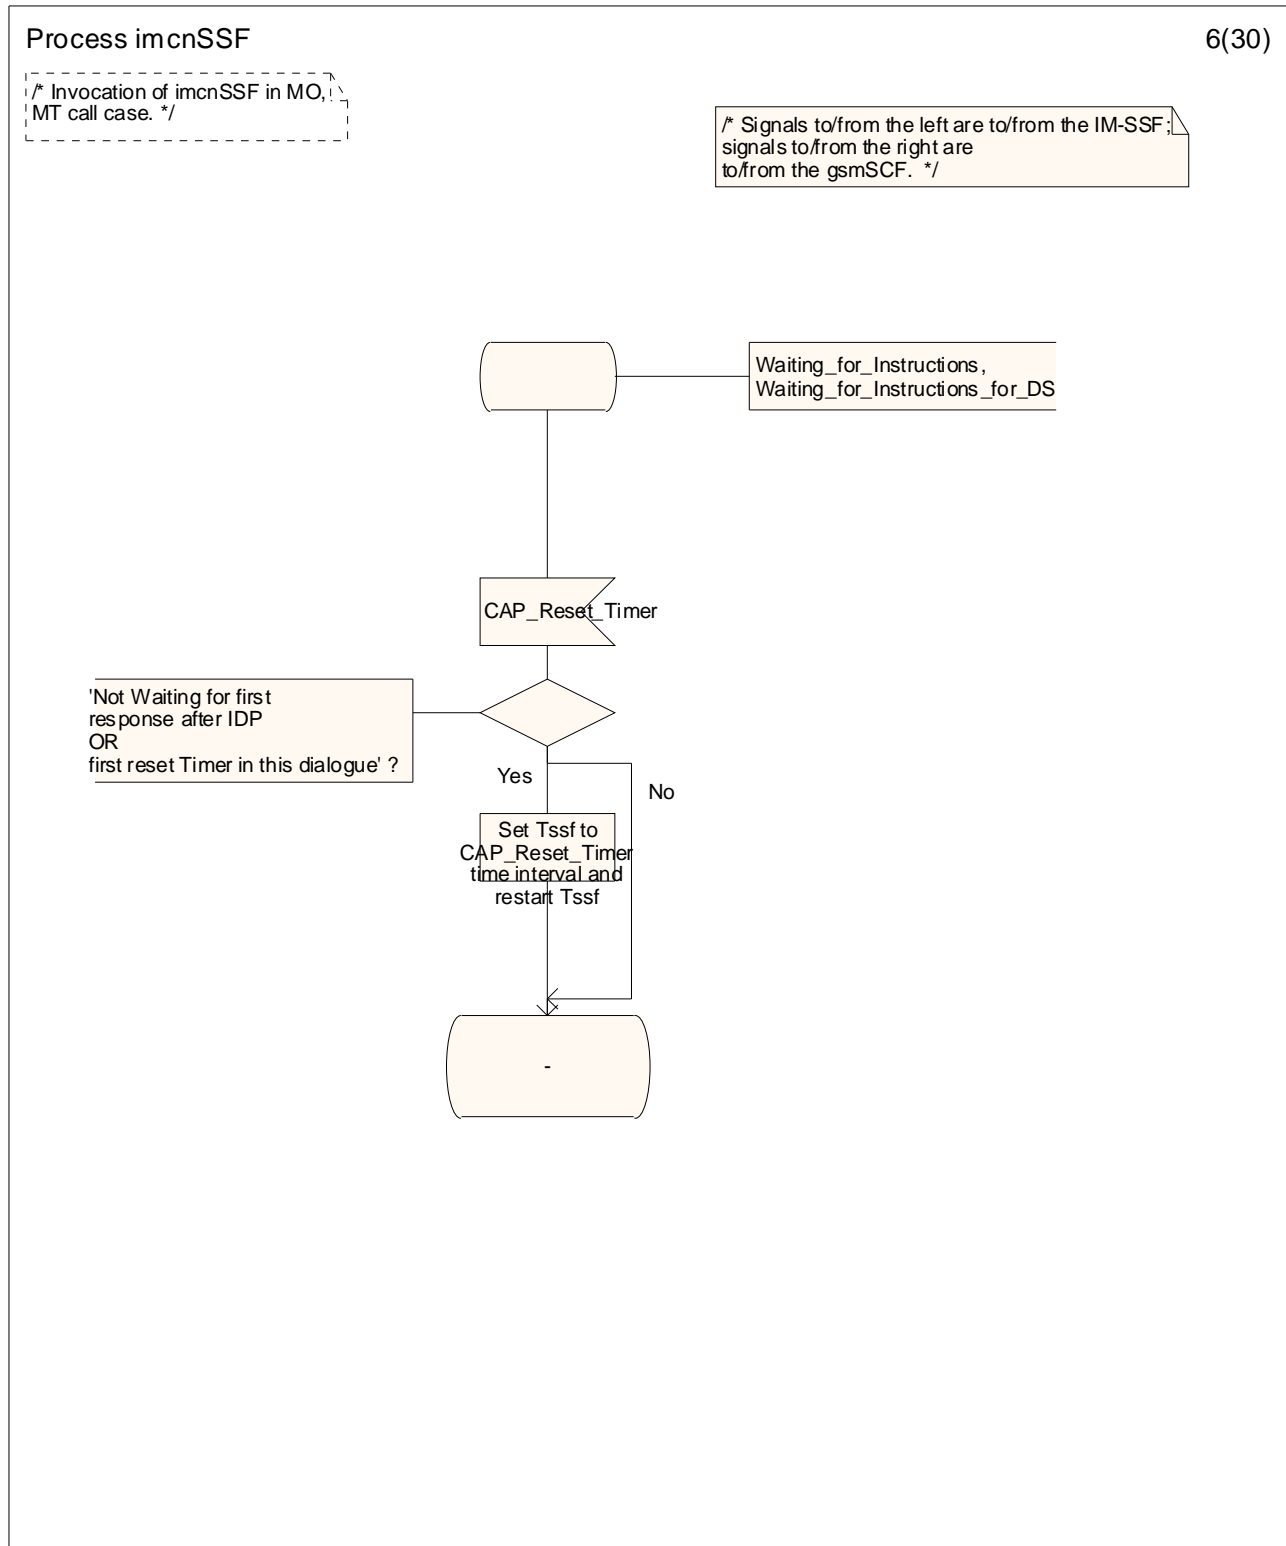 Process imcnSSF
6(30)
/* Invocation of imcnSSF in MO,
MT call case. */
/* Signals to/from the left are to/from the IM-SSF;
signals to/from the right are
to/from the gsmSCF. */
Waiting_for_Instructions,
Waiting_for_Instructions_for_DS
CAP_Reset_Timer
'Not Waiting for first
response after IDP
OR
first reset Timer in this dialogue' ?
Yes
No
Set Tssf to
CAP_Reset_Timer
time interval and
restart Tssf
-